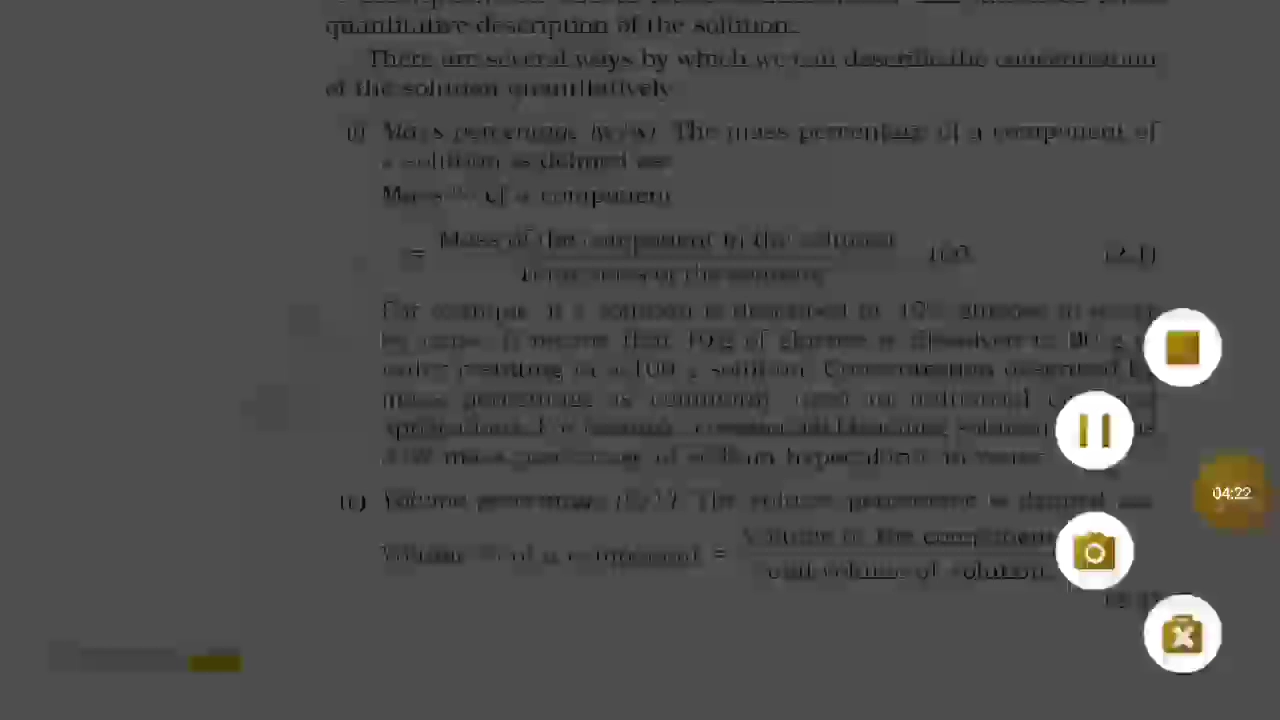 quantitative description of the solution.
There are several ways by which we can describe the concentration
of the solution quantitatively.
(i) Mass percentage (w/w): The mass percentage of a component of
a solution is defined as:
Mass % of a component
= Mass of the component in the solution
Total mass of the solution
100 (2.1)
For example, if a solution is described by 10% glucose in water
by mass, it means that 10 g of glucose is dissolved in 90 g
water resulting in a 100 g solution. Concentration described by
mass percentage is commonly used in industrial
applications. For example, commercial bleaching solution
mass percentage of sodium hypochlorite in water.
(ii) Volume percentage (V/V): The volume percentage is defined as:
Volume % of a component = Volume of the component
Total volume of solution
04:22